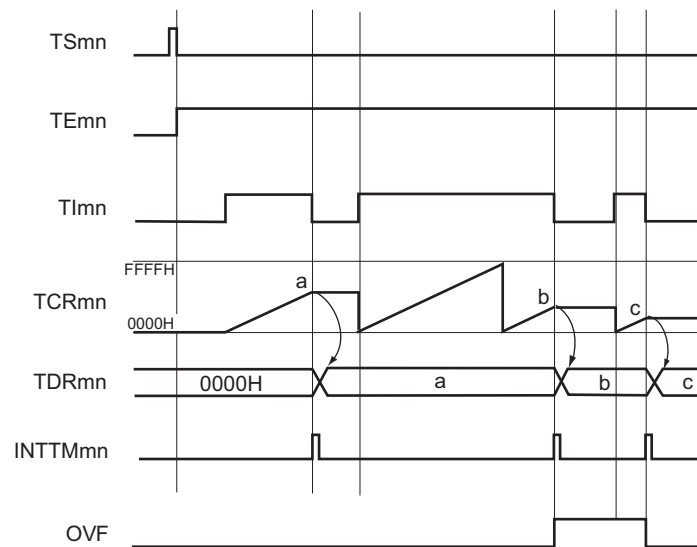 TSmn
TEmn
TImn
FFFFH
a
b
c
TCRmn
0000H
TDRmn
0000H
a
b
c
INTTMmn
OVF